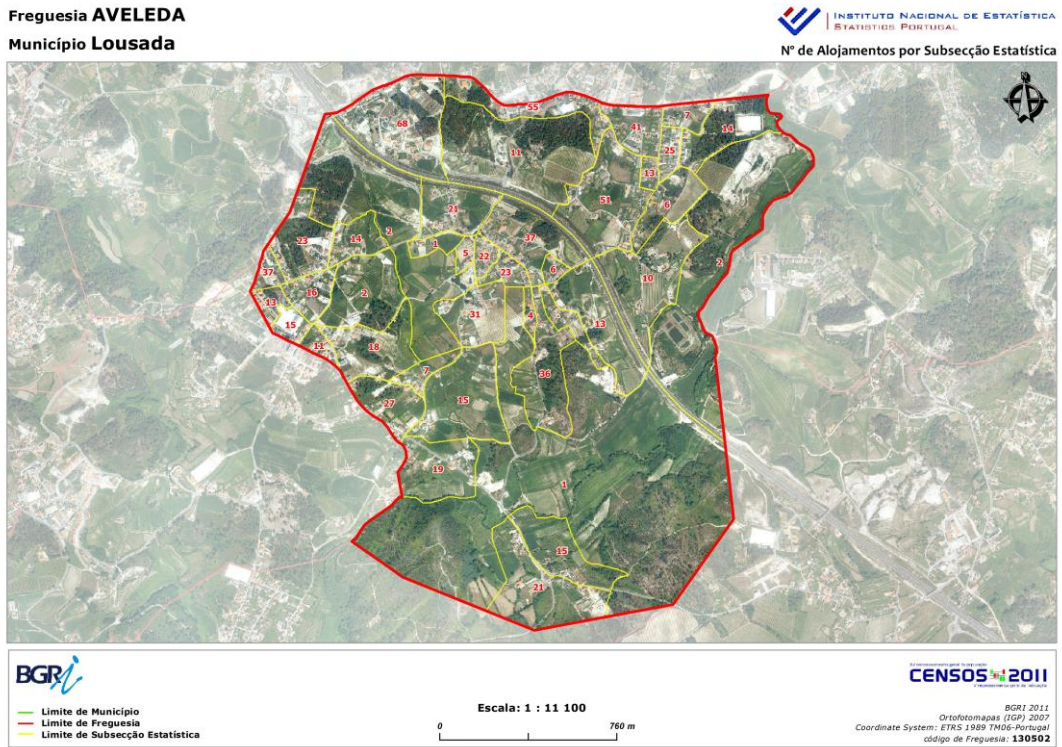 Freguesia AVELEDA
Município Lousada
INSTITUTO NACIONAL DE ESTATÍSTICA
STATISTICS PORTUGAL
Nº de Alojamentos por Subsecção Estatística
55
68
41
7
14
11
25
13
51
6
21
37
2
14
23
1
5
22
2
37
23
6
10
16
2
13
31
4
13
15
11
18
7
36
27
15
19
1
15
21
BGRi
Limite de Município
Limite de Freguesia
Limite de Subsecção Estatística
Escala: 1 : 11 100
0 760 m
CENSOS 2011
BGRI 2011
Ortofotomapas (IGP) 2007
Coordinate System: ETRS 1989 TM06-Portugal
código de Freguesia: 130502